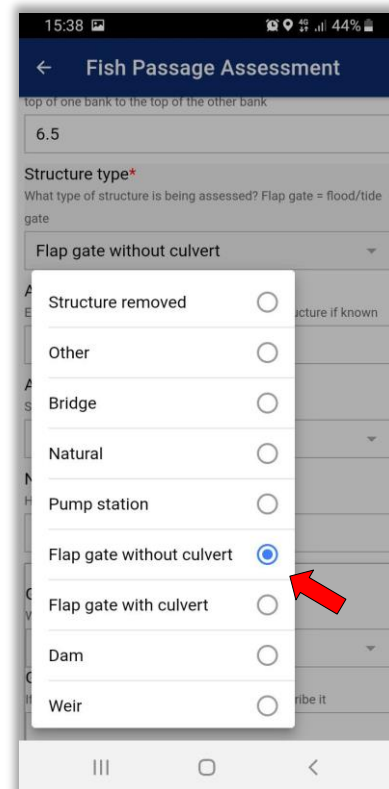 15:38 4G 44%
Fish Passage Assessment
top of one bank to the top of the other bank
6.5
Structure type*
What type of structure is being assessed? Flap gate = flood/tide
gate
Flap gate without culvert
Structure removed
ucture if known
Other
Bridge
Natural
Pump station
Flap gate without culvert
Flap gate with culvert
Dam
Weir
ribe it